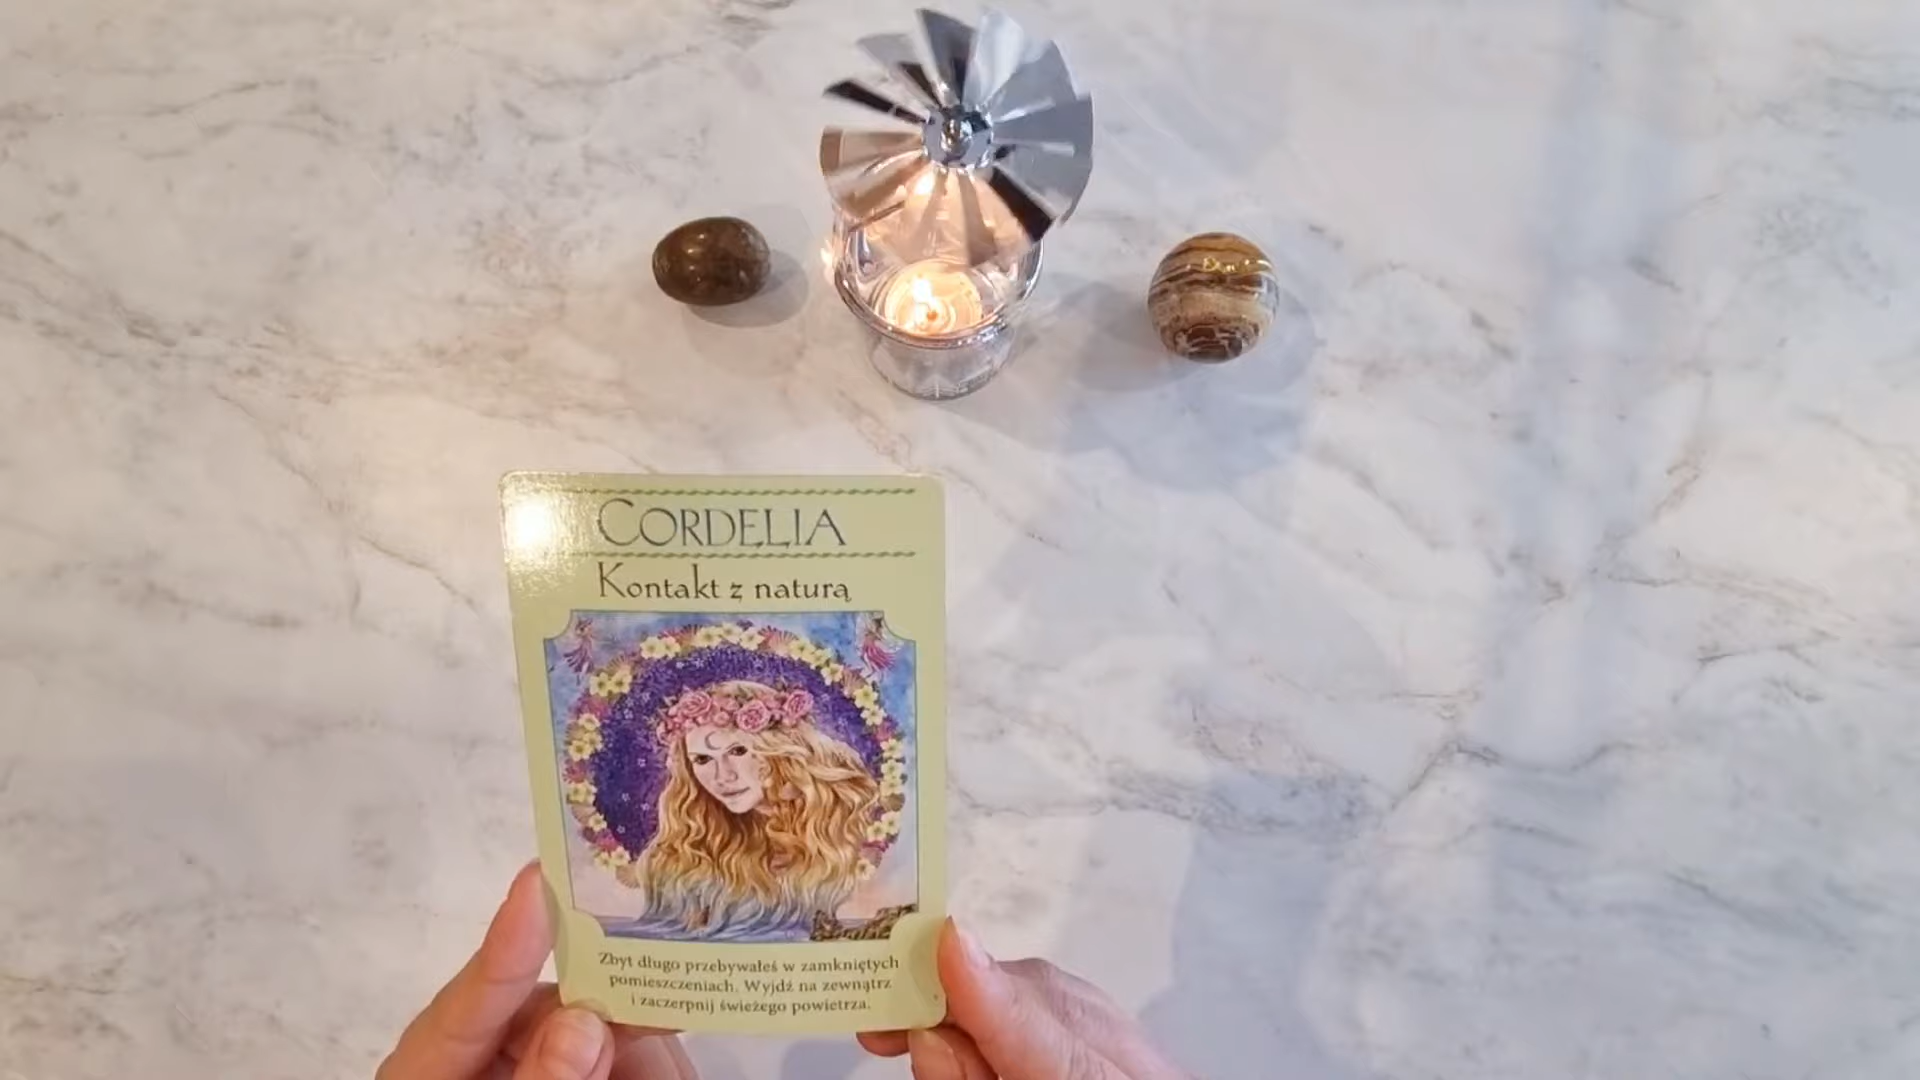 CORDELIA
Kontakt z naturą
Zbyt długo przebywałeś w zamkniętych
pomieszczeniach. Wyjdź na zewnątrz
i zaczerpnij świeżego powietrza.